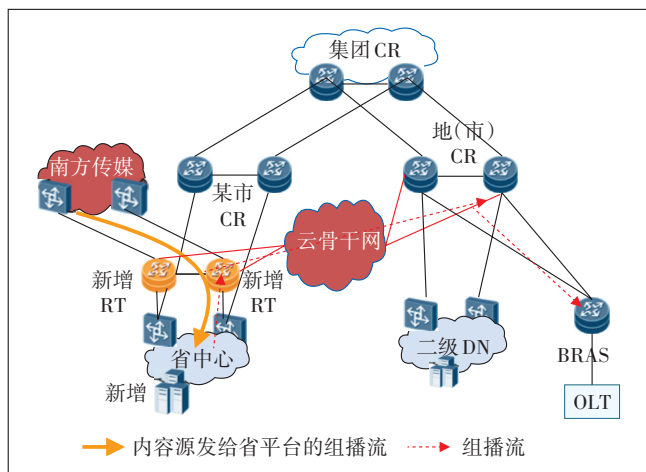 集团CR
地(市)
CR
南方传媒
某市
CR
云骨干网
新增
RT
新增
RT
省中心
二级DN
BRAS
新增
OLT
内容源发给省平台的组播流
组播流